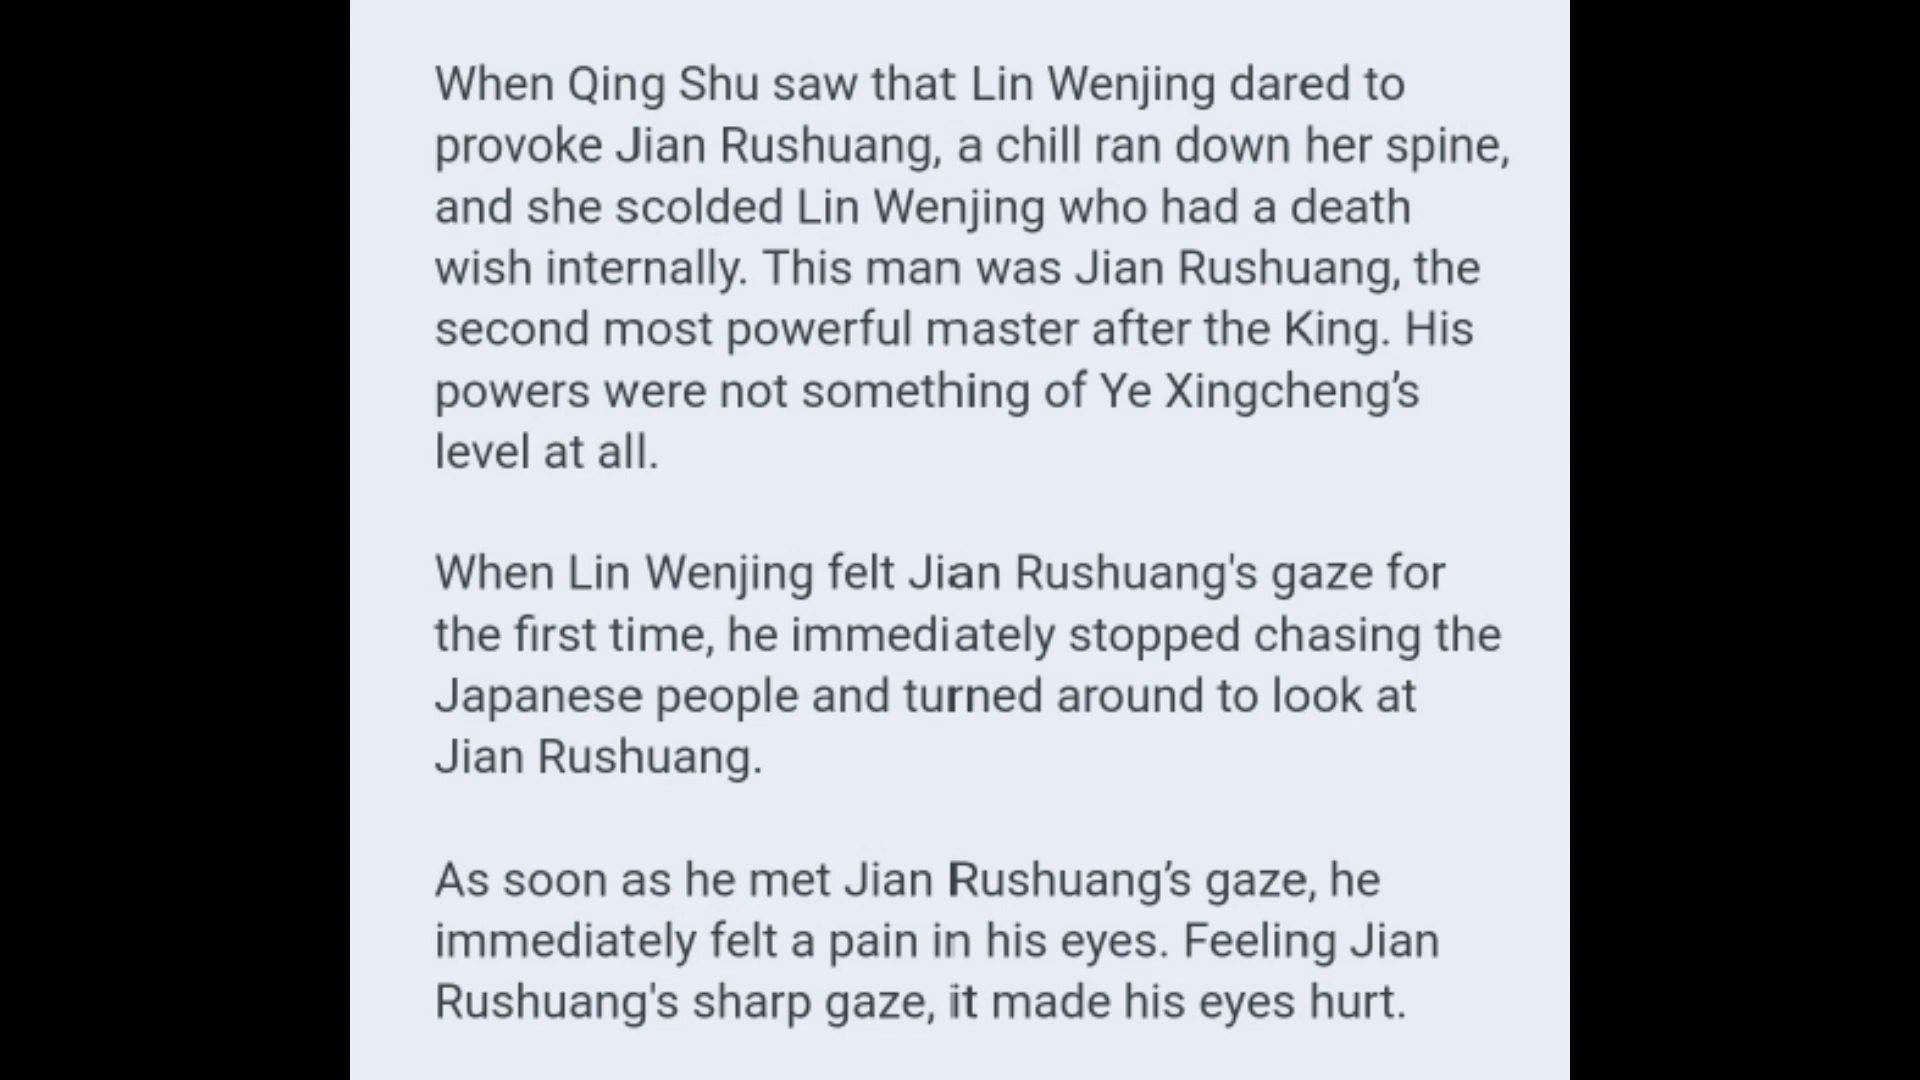 When Qing Shu saw that Lin Wenjing dared to
provoke Jian Rushuang, a chill ran down her spine,
and she scolded Lin Wenjing who had a death
wish internally. This man was Jian Rushuang, the
second most powerful master after the King. His
powers were not something of Ye Xingcheng’s
level at all.
When Lin Wenjing felt Jian Rushuang's gaze for
the first time, he immediately stopped chasing the
Japanese people and turned around to look at
Jian Rushuang.
As soon as he met Jian Rushuang’s gaze, he
immediately felt a pain in his eyes. Feeling Jian
Rushuang's sharp gaze, it made his eyes hurt.